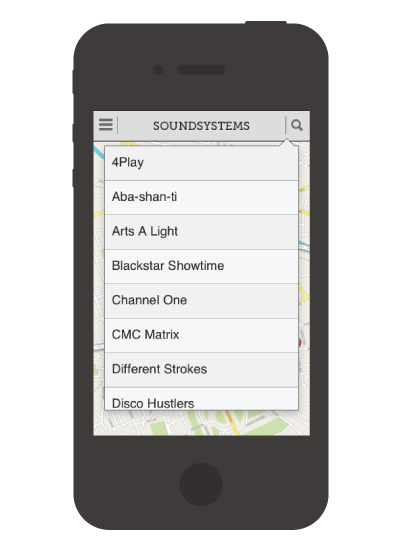 SOUNDSYSTEMS
4Play
Aba-shan-ti
Arts A Light
Blackstar Showtime
Channel One
CMC Matrix
Different Strokes
Disco Hustlers